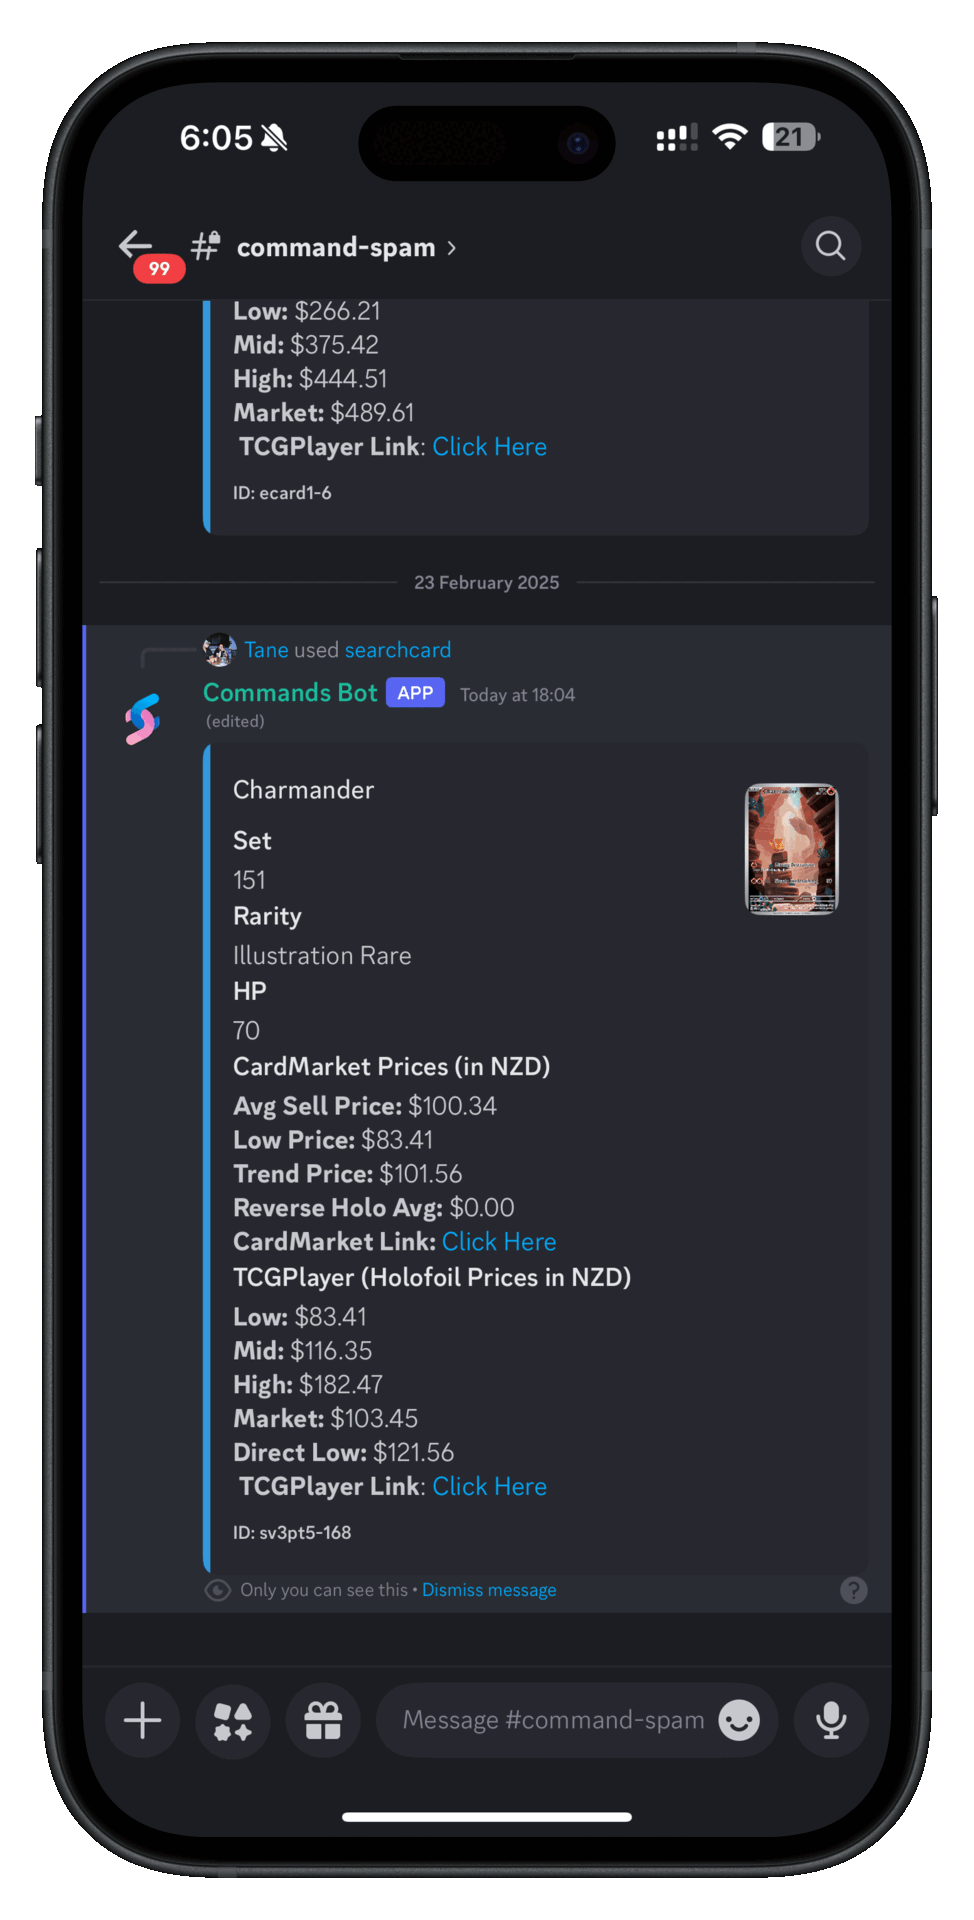 6:05
21
99
# command-spam >
Low: $266.21
Mid: $375.42
High: $444.51
Market: $489.61
TCGPlayer Link: Click Here
ID: ecard1-6
23 February 2025
Tane used searchcard
Commands Bot APP Today at 18:04
(edited)
Charmander
Set
151
Rarity
Illustration Rare
HP
70
CardMarket Prices (in NZD)
Avg Sell Price: $100.34
Low Price: $83.41
Trend Price: $101.56
Reverse Holo Avg: $0.00
CardMarket Link: Click Here
TCGPlayer (Holofoil Prices in NZD)
Low: $83.41
Mid: $116.35
High: $182.47
Market: $103.45
Direct Low: $121.56
TCGPlayer Link: Click Here
ID: sv3pt5-168
Only you can see this • Dismiss message
?
Message #command-spam